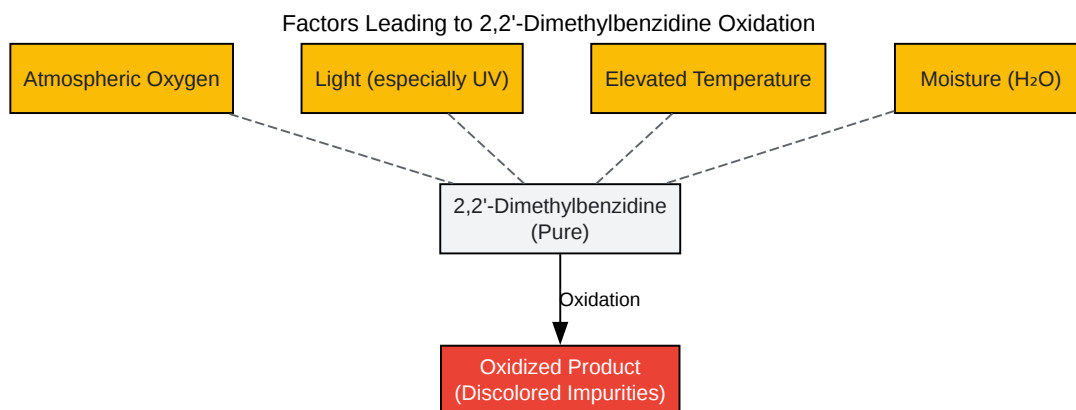 Factors Leading to 2,2'-Dimethylbenzidine Oxidation
Atmospheric Oxygen
Light (especially UV)
Elevated Temperature
Moisture (H₂O)
2,2'-Dimethylbenzidine
(Pure)
Oxidation
Oxidized Product
(Discolored Impurities)